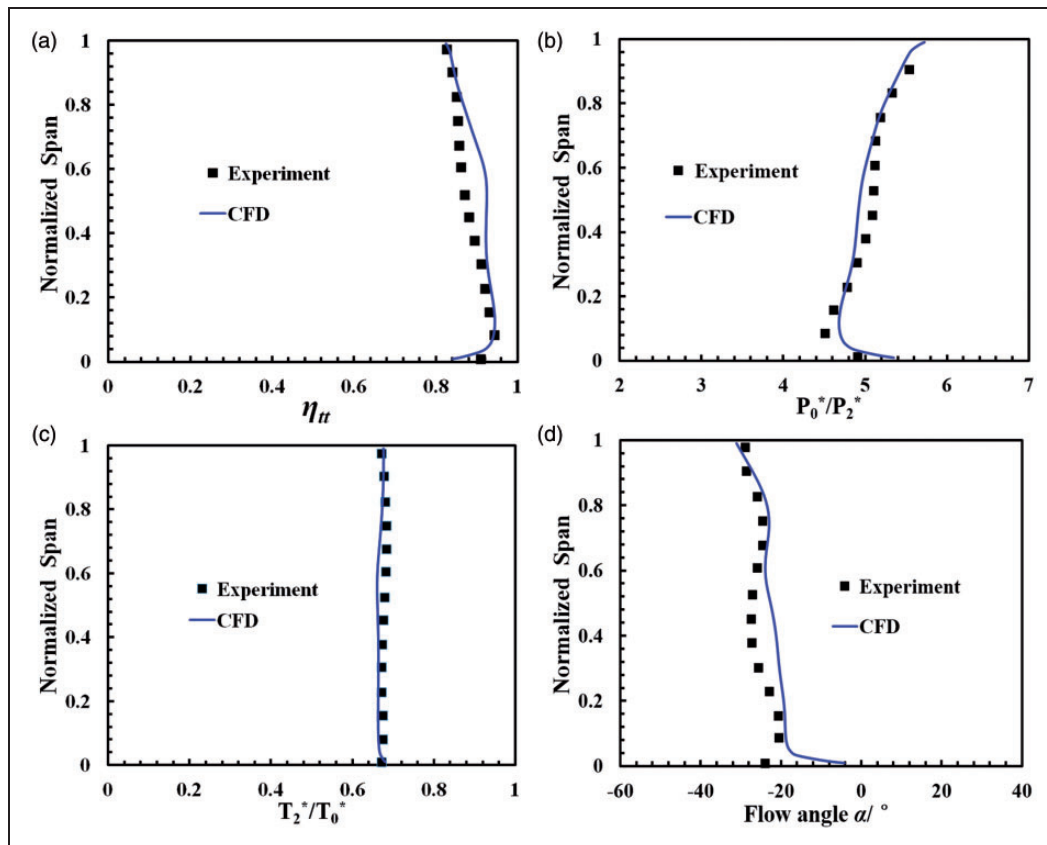 (a)
1
0.8
0.6
0.4
0.2
0
Normalized Span
Experiment
CFD
0 0.2 0.4 0.6 0.8 1
ηtt
(b)
1
0.8
0.6
0.4
0.2
0
Normalized Span
Experiment
CFD
2 3 4 5 6 7
P0*/P2*
(c)
1
0.8
0.6
0.4
0.2
0
Normalized Span
Experiment
CFD
0 0.2 0.4 0.6 0.8 1
T2*/T0*
(d)
1
0.8
0.6
0.4
0.2
0
Normalized Span
Experiment
CFD
-60 -40 -20 0 20 40
Flow angle α/ °